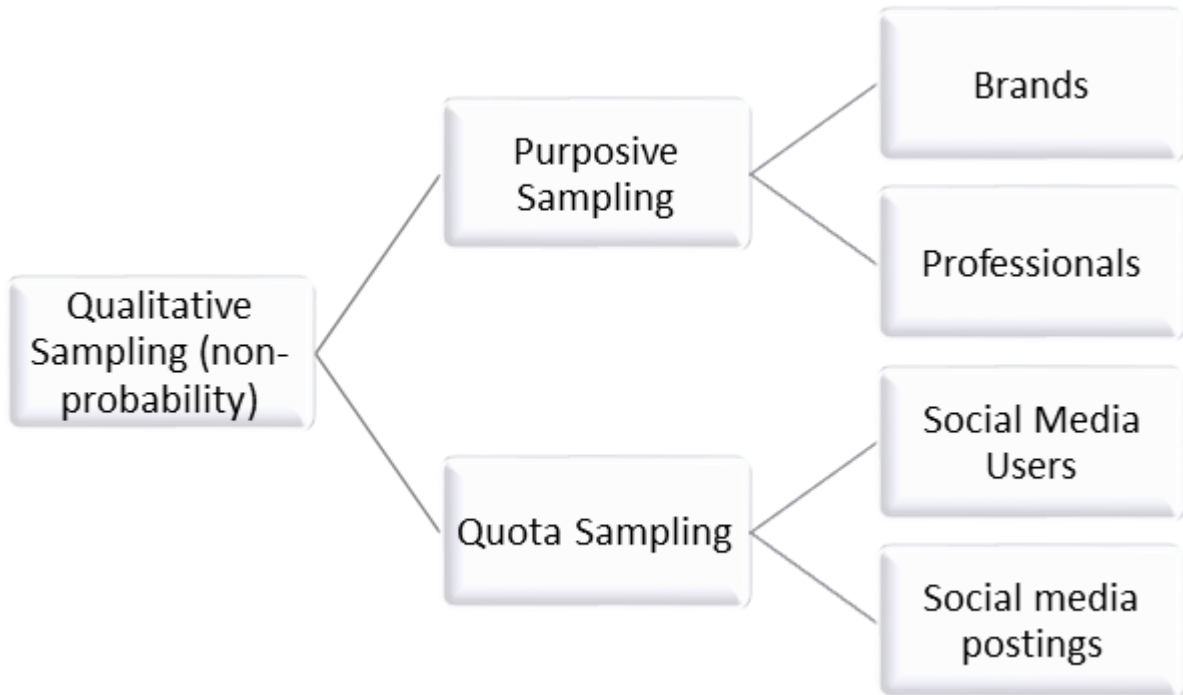 Qualitative
Sampling (non-
probability)
Purposive
Sampling
Brands
Professionals
Quota Sampling
Social Media
Users
Social media
postings